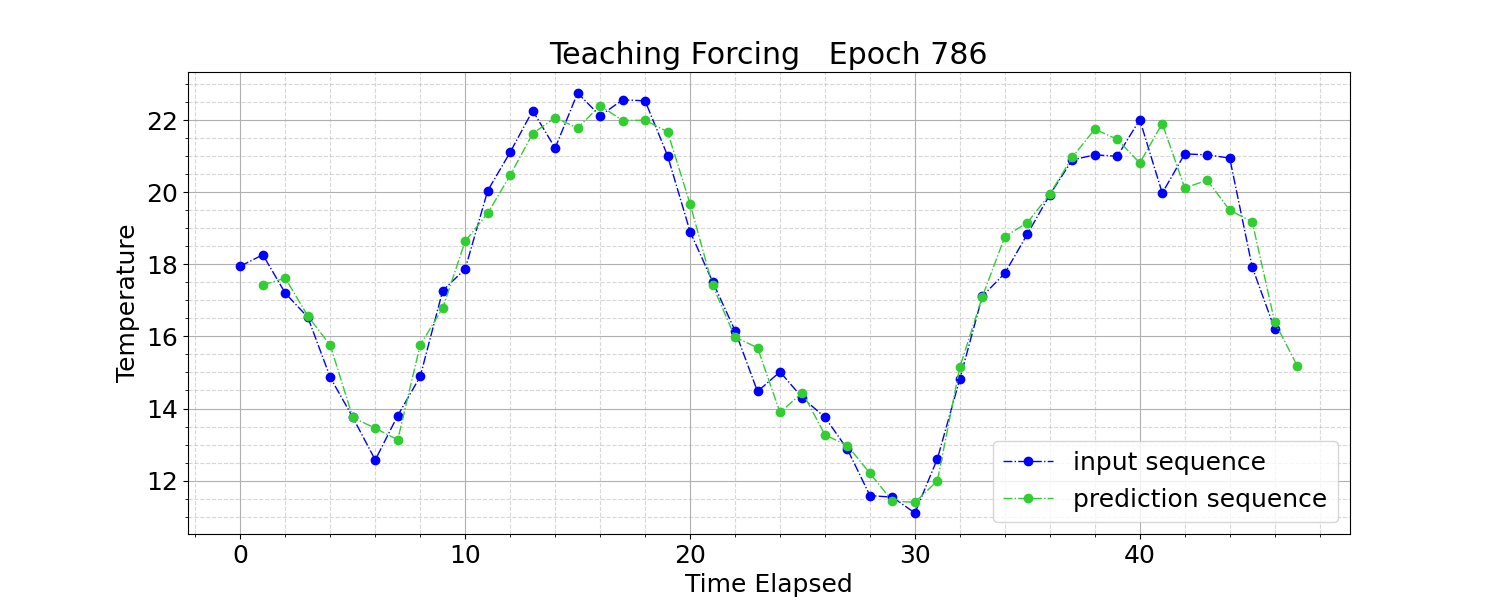 Teaching Forcing   Epoch 786
22
20
18
16
14
12
Temperature
0 10 20 30 40
Time Elapsed
input sequence
prediction sequence